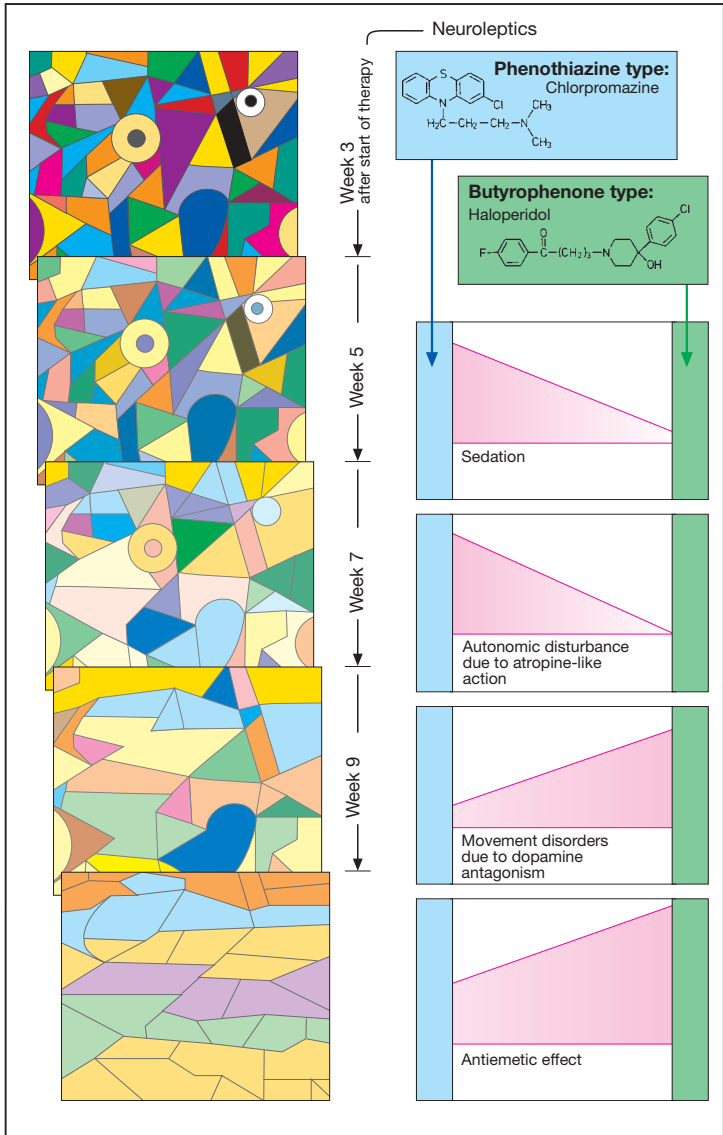 Neuroleptics
Week 3
after start of therapy
Phenothiazine type:
Chlorpromazine
S
N
Cl
H₂C—CH₂—CH₂—N
CH₃
CH₃
Butyrophenone type:
Haloperidol
F
O
C
(CH₂)₃
N
OH
Cl
Week 5
Sedation
Week 7
Autonomic disturbance
due to atropine-like
action
Week 9
Movement disorders
due to dopamine
antagonism
Antiemetic effect